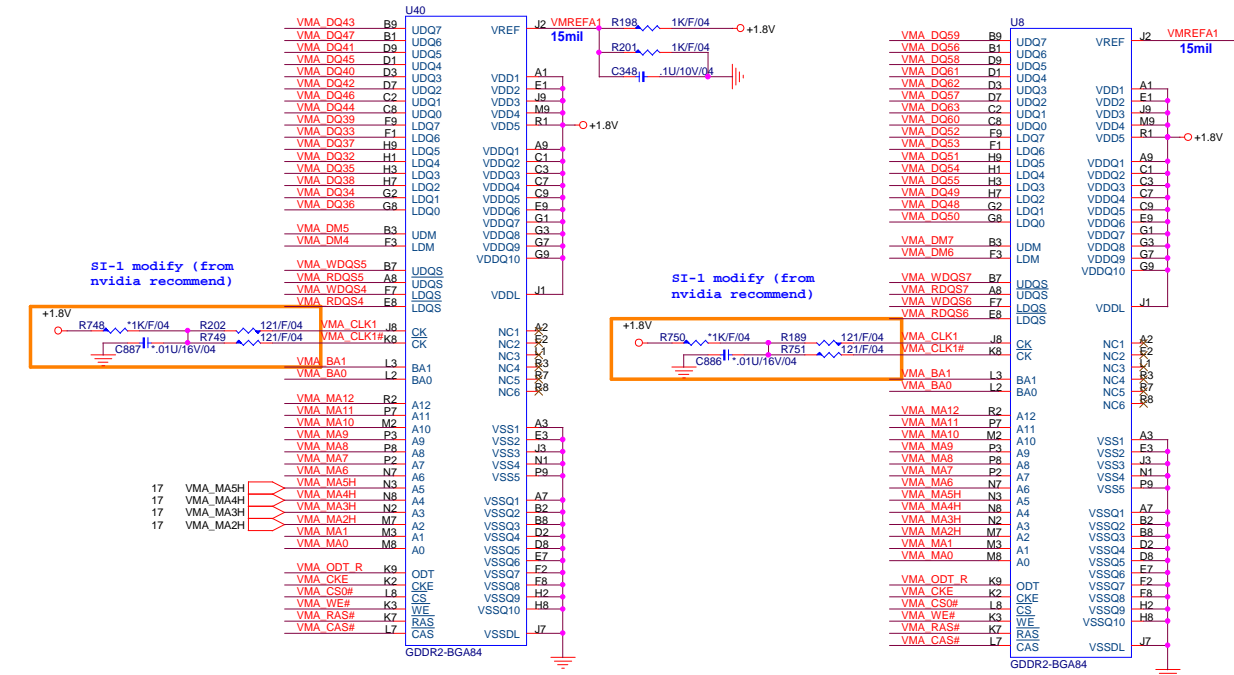 U40
VMA_DQ43 B9 UDQ7 VREF J2 VMREFA1 R198 1K/F/04 +1.8V
VMA_DQ47 B1 UDQ6 15mil
VMA_DQ41 D9 UDQ5 R201 1K/F/04
VMA_DQ45 D1 UDQ4
VMA_DQ40 D3 UDQ3 VDD1 A1 C348 .1U/10V/04
VMA_DQ42 D7 UDQ2 VDD2 E1
VMA_DQ46 C2 UDQ1 VDD3 J9
VMA_DQ44 C8 UDQ0 VDD4 M9
VMA_DQ39 F9 LDQ7 VDD5 R1 +1.8V
VMA_DQ33 F1 LDQ6
VMA_DQ37 H9 LDQ5 VDDQ1 A9
VMA_DQ32 H1 LDQ4 VDDQ2 C1
VMA_DQ35 H3 LDQ3 VDDQ3 C3
VMA_DQ38 H7 LDQ2 VDDQ4 C7
VMA_DQ34 G2 LDQ1 VDDQ5 C9
VMA_DQ36 G8 LDQ0 VDDQ6 E9
VDDQ7 G1
VMA_DM5 B3 UDM VDDQ8 G3
VMA_DM4 F3 LDM VDDQ9 G7
VDDQ10 G9
SI-1 modify (from
nvidia recommend)
VMA_WDQS5 B7 UDQS
VMA_RDQS5 A8 UDQS
VMA_WDQS4 F7 LDQS VDDL J1
VMA_RDQS4 E8 LDQS
+1.8V
R748 *1K/F/04 R202 121/F/04 VMA_CLK1 J8 CK NC1 A2
R749 121/F/04 VMA_CLK1# K8 CK NC2 E2
C887 *.01U/16V/04 NC3 L1
VMA_BA1 L3 BA1 NC4 R3
VMA_BA0 L2 BA0 NC5 R7
NC6 R8
VMA_MA12 R2 A12
VMA_MA11 P7 A11
VMA_MA10 M2 A10 VSS1 A3
VMA_MA9 P3 A9 VSS2 E3
VMA_MA8 P8 A8 VSS3 J3
VMA_MA7 P2 A7 VSS4 N1
VMA_MA6 N7 A6 VSS5 P9
17 VMA_MA5H VMA_MA5H N3 A5
17 VMA_MA4H VMA_MA4H N8 A4 VSSQ1 A7
17 VMA_MA3H VMA_MA3H N2 A3 VSSQ2 B2
17 VMA_MA2H VMA_MA2H M7 A2 VSSQ3 B8
VMA_MA1 M3 A1 VSSQ4 D2
VMA_MA0 M8 A0 VSSQ5 D8
VSSQ6 E7
VMA_ODT_R K9 ODT VSSQ7 F2
VMA_CKE K2 CKE VSSQ8 F8
VMA_CS0# L8 CS VSSQ9 H2
VMA_WE# K3 WE VSSQ10 H8
VMA_RAS# K7 RAS
VMA_CAS# L7 CAS VSSDL J7
GDDR2-BGA84
U8
VMA_DQ59 B9 UDQ7 VREF J2 VMREFA1
VMA_DQ56 B1 UDQ6 15mil
VMA_DQ58 D9 UDQ5
VMA_DQ61 D1 UDQ4
VMA_DQ62 D3 UDQ3 VDD1 A1
VMA_DQ57 D7 UDQ2 VDD2 E1
VMA_DQ63 C2 UDQ1 VDD3 J9
VMA_DQ60 C8 UDQ0 VDD4 M9
VMA_DQ52 F9 LDQ7 VDD5 R1 +1.8V
VMA_DQ53 F1 LDQ6
VMA_DQ51 H9 LDQ5 VDDQ1 A9
VMA_DQ54 H1 LDQ4 VDDQ2 C1
VMA_DQ55 H3 LDQ3 VDDQ3 C3
VMA_DQ49 H7 LDQ2 VDDQ4 C7
VMA_DQ48 G2 LDQ1 VDDQ5 C9
VMA_DQ50 G8 LDQ0 VDDQ6 E9
VDDQ7 G1
VMA_DM7 B3 UDM VDDQ8 G3
VMA_DM6 F3 LDM VDDQ9 G7
VDDQ10 G9
SI-1 modify (from
nvidia recommend)
VMA_WDQS7 B7 UDQS
VMA_RDQS7 A8 UDQS
VMA_WDQS6 F7 LDQS VDDL J1
VMA_RDQS6 E8 LDQS
+1.8V
R750 *1K/F/04 R189 121/F/04 VMA_CLK1 J8 CK NC1 A2
R751 121/F/04 VMA_CLK1# K8 CK NC2 E2
C886 *.01U/16V/04 NC3 L1
VMA_BA1 L3 BA1 NC4 R3
VMA_BA0 L2 BA0 NC5 R7
NC6 R8
VMA_MA12 R2 A12
VMA_MA11 P7 A11
VMA_MA10 M2 A10 VSS1 A3
VMA_MA9 P3 A9 VSS2 E3
VMA_MA8 P8 A8 VSS3 J3
VMA_MA7 P2 A7 VSS4 N1
VMA_MA6 N7 A6 VSS5 P9
VMA_MA5H N3 A5
VMA_MA4H N8 A4 VSSQ1 A7
VMA_MA3H N2 A3 VSSQ2 B2
VMA_MA2H M7 A2 VSSQ3 B8
VMA_MA1 M3 A1 VSSQ4 D2
VMA_MA0 M8 A0 VSSQ5 D8
VSSQ6 E7
VMA_ODT_R K9 ODT VSSQ7 F2
VMA_CKE K2 CKE VSSQ8 F8
VMA_CS0# L8 CS VSSQ9 H2
VMA_WE# K3 WE VSSQ10 H8
VMA_RAS# K7 RAS
VMA_CAS# L7 CAS VSSDL J7
GDDR2-BGA84